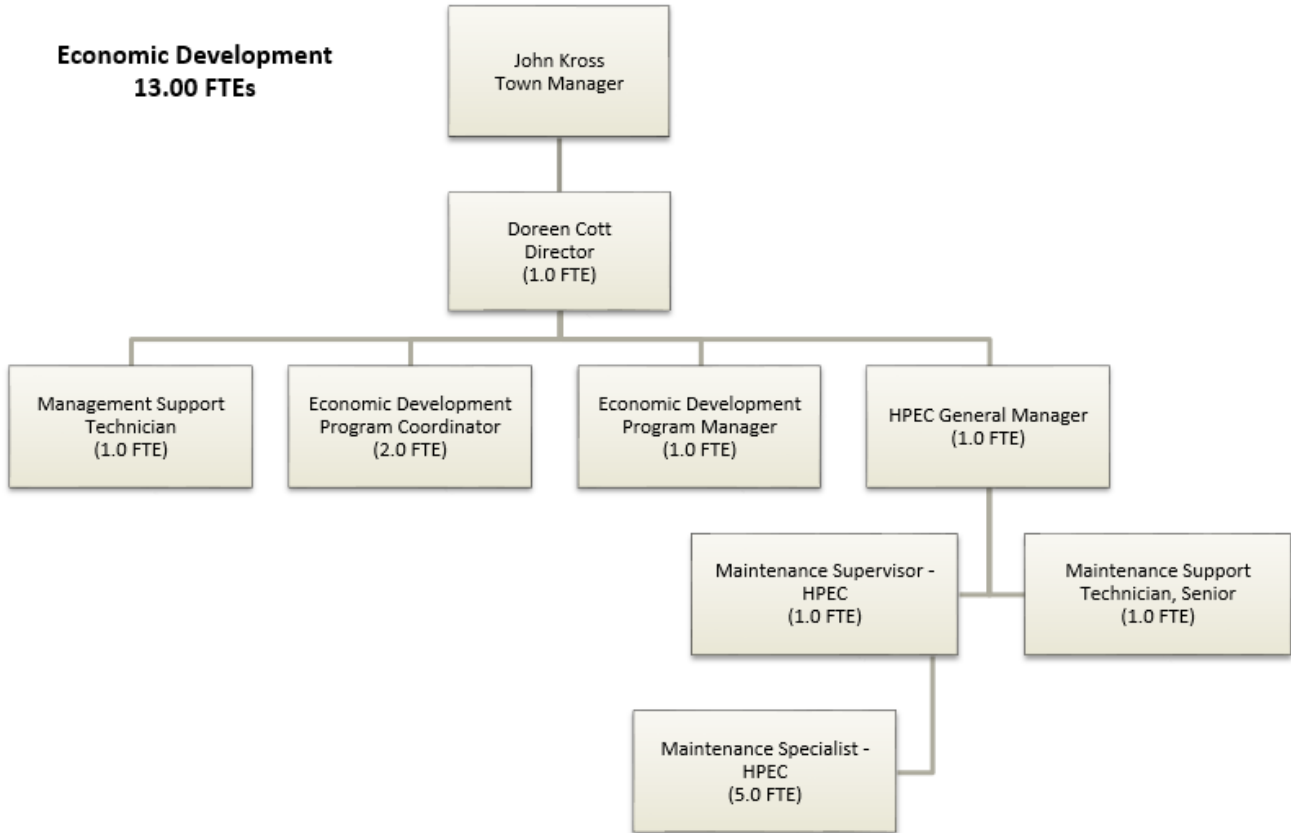 Economic Development
13.00 FTEs
John Kross
Town Manager
Doreen Cott
Director
(1.0 FTE)
Management Support
Technician
(1.0 FTE)
Economic Development
Program Coordinator
(2.0 FTE)
Economic Development
Program Manager
(1.0 FTE)
HPEC General Manager
(1.0 FTE)
Maintenance Supervisor -
HPEC
(1.0 FTE)
Maintenance Support
Technician, Senior
(1.0 FTE)
Maintenance Specialist -
HPEC
(5.0 FTE)